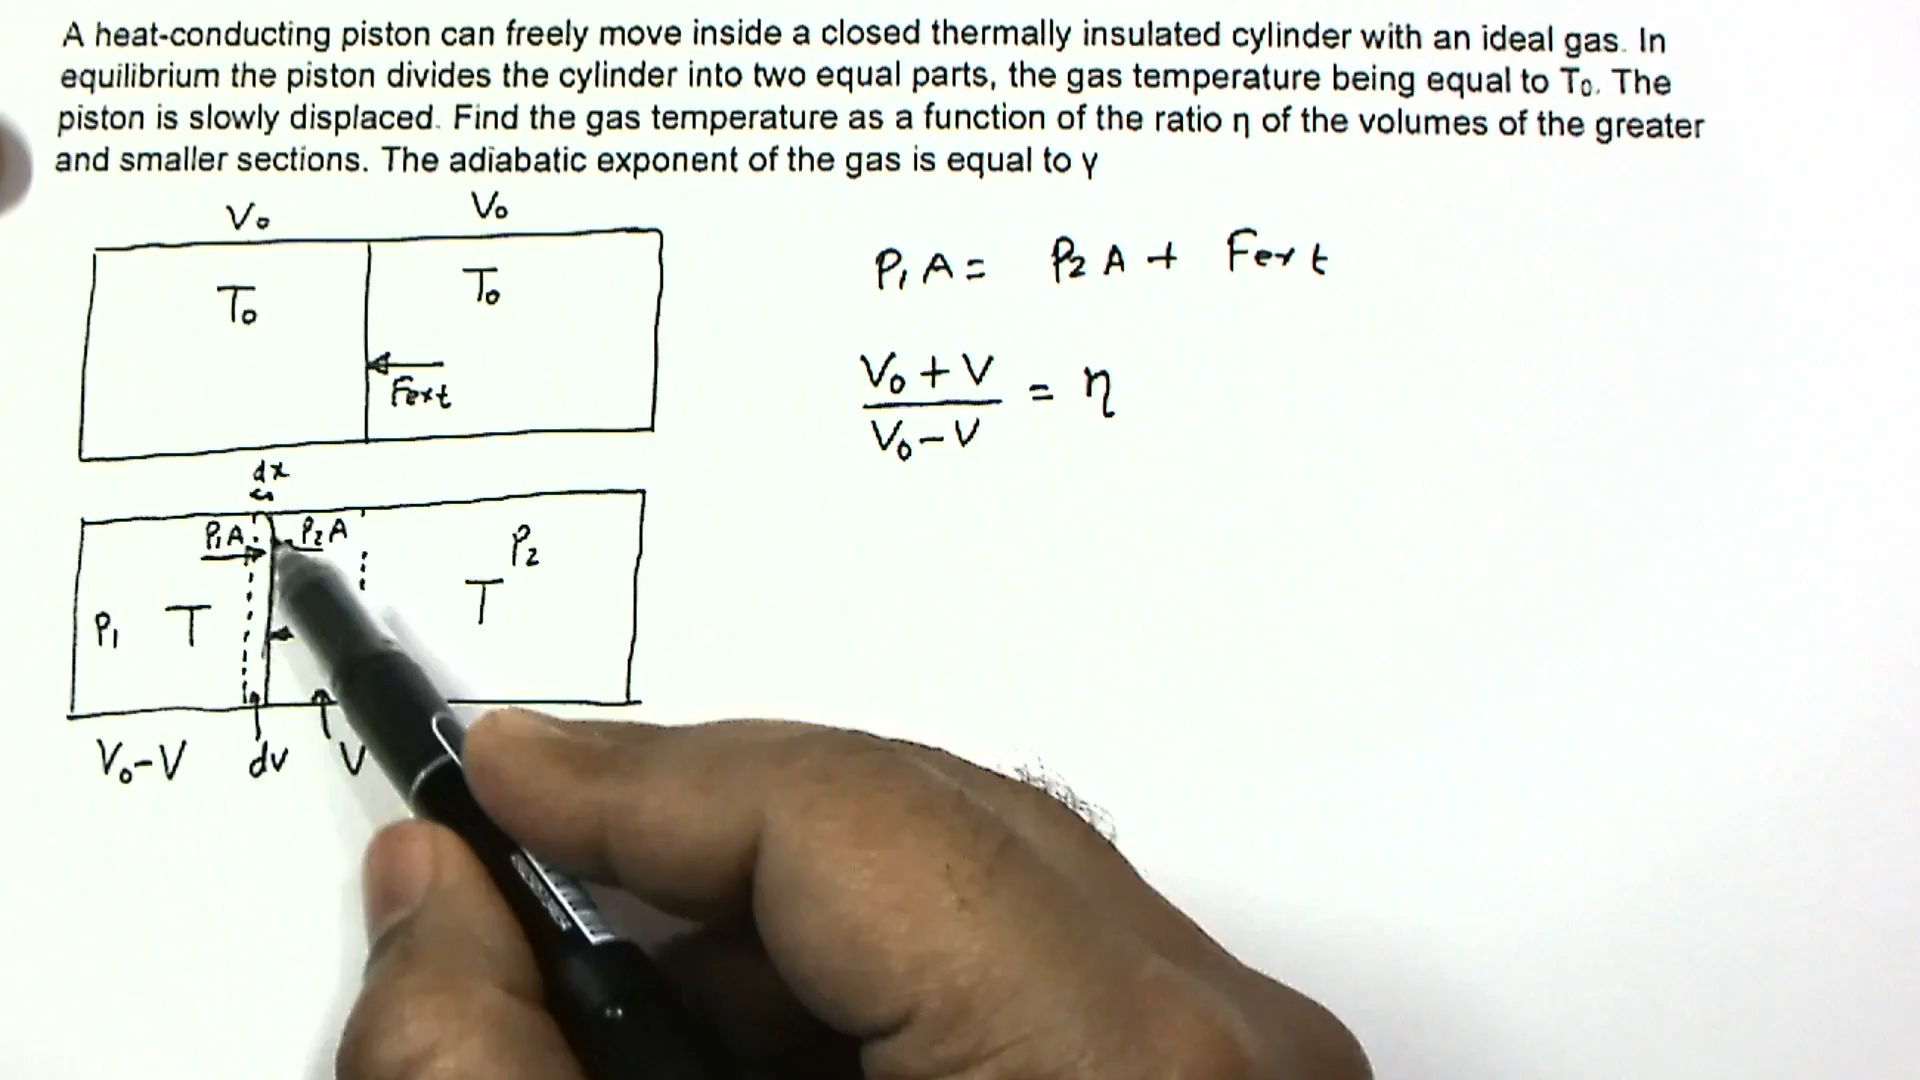 A heat-conducting piston can freely move inside a closed thermally insulated cylinder with an ideal gas. In
equilibrium the piston divides the cylinder into two equal parts, the gas temperature being equal to T₀. The
piston is slowly displaced. Find the gas temperature as a function of the ratio η of the volumes of the greater
and smaller sections. The adiabatic exponent of the gas is equal to γ
V₀ V₀
T₀ T₀
Fext
P₁A = P₂A + Fext
V₀+V
= η
V₀-V
dx
P₁A P₂A P₂
P₁ T T
V₀-V dv V